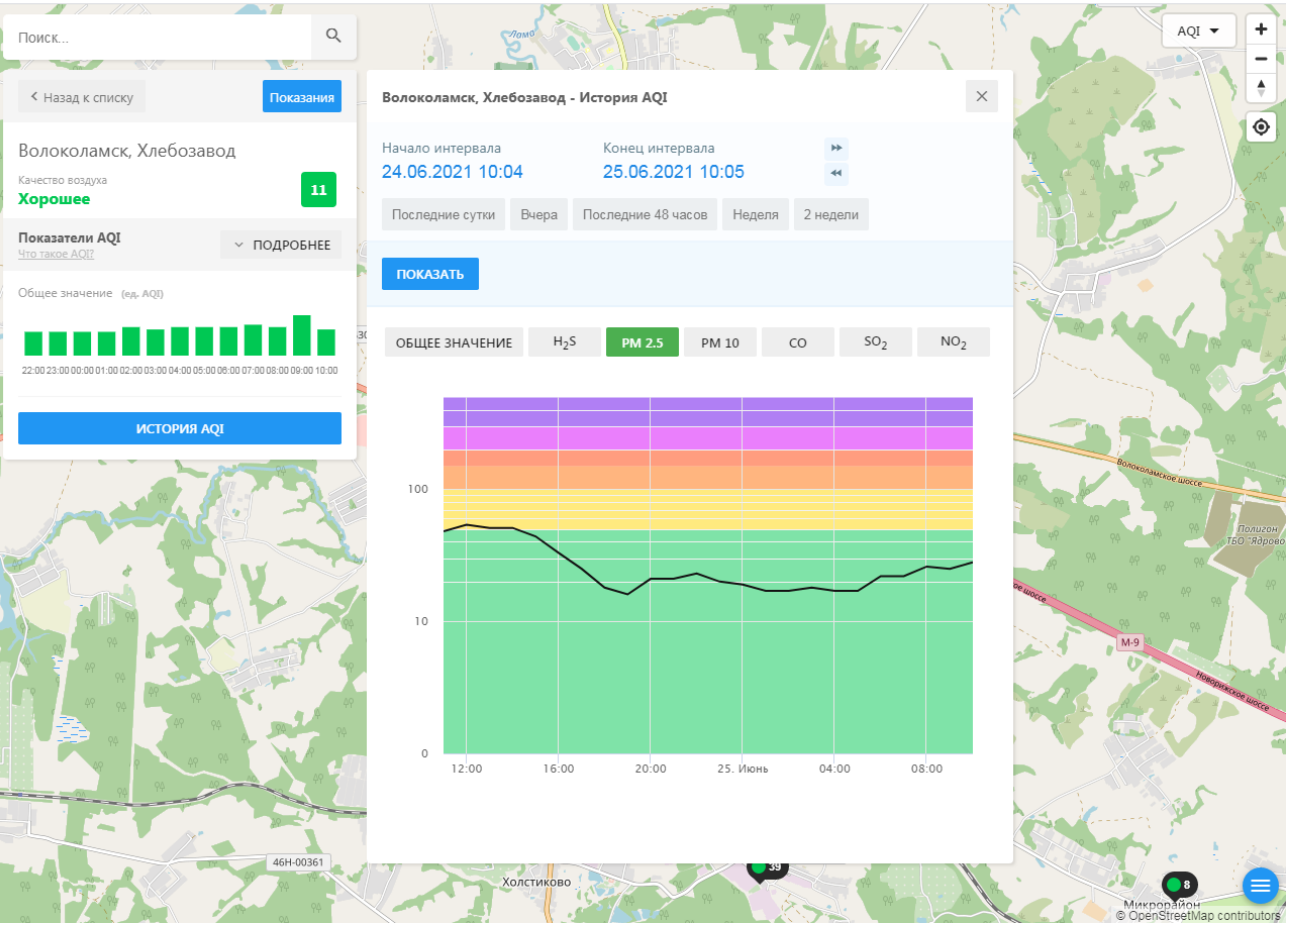 Поиск...
Лама
AQI
Назад к списку
Показания
Волоколамск, Хлебозавод
Качество воздуха
Хорошее
11
Показатели AQI
Что такое AQI?
ПОДРОБНЕЕ
Общее значение (ед. AQI)
22:00 23:00 00:00 01:00 02:00 03:00 04:00 05:00 06:00 07:00 08:00 09:00 10:00
ИСТОРИЯ AQI
Волоколамск, Хлебозавод - История AQI
Начало интервала
Конец интервала
24.06.2021 10:04
25.06.2021 10:05
Последние сутки
Вчера
Последние 48 часов
Неделя
2 недели
ПОКАЗАТЬ
ОБЩЕЕ ЗНАЧЕНИЕ
H₂S
PM 2.5
PM 10
CO
SO₂
NO₂
100
10
0
12:00
16:00
20:00
25. Июнь
04:00
08:00
Волоколамское шоссе
Полигон
ТБО "Ядрово
ое шоссе
М-9
Новорижское шоссе
46Н-00361
39
Холстиково
8
Микрорайон
© OpenStreetMap contributors